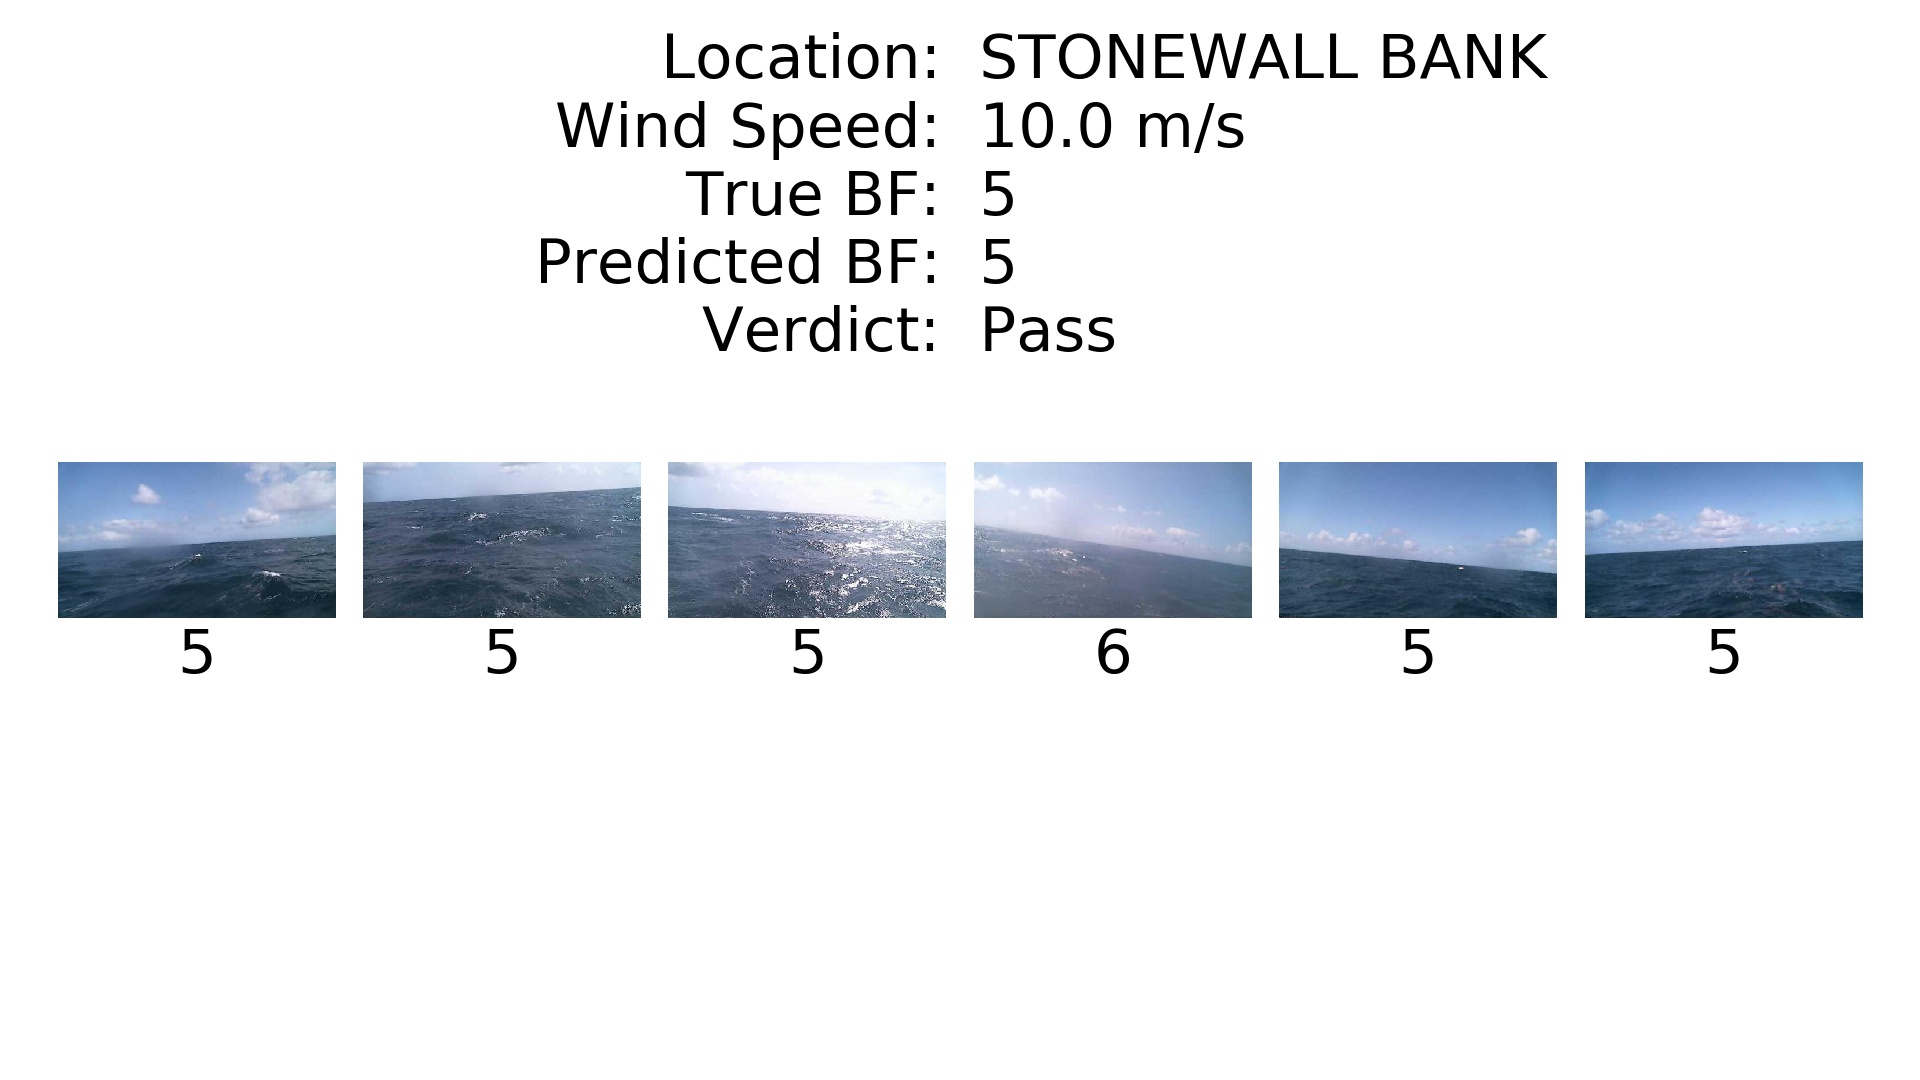 Location: STONEWALL BANK
Wind Speed: 10.0 m/s
True BF: 5
Predicted BF: 5
Verdict: Pass
5 5 5 6 5 5